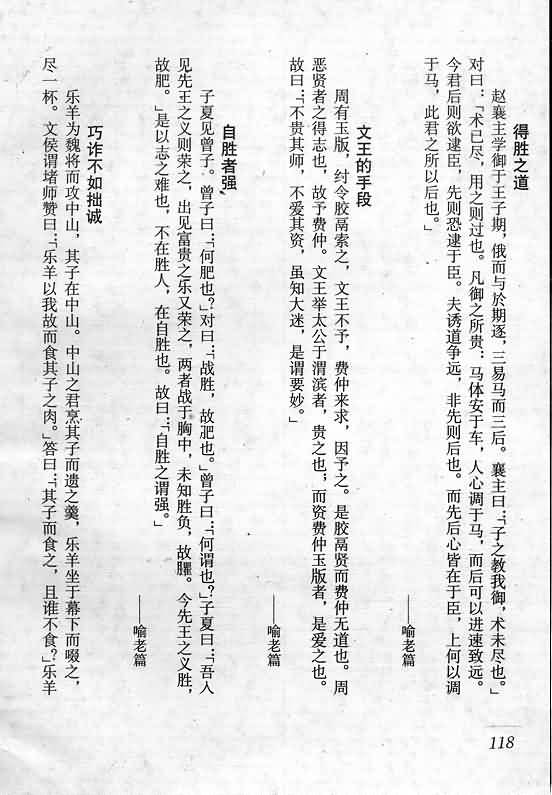 得胜之道
赵襄主学御于王子期，俄而与於期逐，三易马而三后。襄主曰：“子之教我御，术未尽也。”
对曰：“术已尽，用之则过也。凡御之所贵：马体安于车，人心调于马，而后可以进速致远。
今君后则欲逮臣，先则恐逮于臣。夫诱道争远，非先则后也。而先后心皆在于臣，上何以调
于马，此君之所以后也。”
——喻老篇
文王的手段
周有玉版，纣令胶鬲索之，文王不予，费仲来求，因予之。是胶鬲贤而费仲无道也。周
恶贤者之得志也，故予费仲。文王举太公于渭滨者，贵之也；而资费仲玉版者，是爱之也。
故曰：“不贵其师，不爱其资，虽知大迷，是谓要妙。”
——喻老篇
自胜者强
子夏见曾子。曾子曰：“何肥也？”对曰：“战胜，故肥也。”曾子曰：“何谓也？”子夏曰：“吾入
见先王之义则荣之，出见富贵之乐又荣之，两者战于胸中，未知胜负，故臞。今先王之义胜，
故肥。”是以志之难也，不在胜人，在自胜也。故曰：“自胜之谓强。”
——喻老篇
巧诈不如拙诚
乐羊为魏将而攻中山，其子在中山。中山之君烹其子而遗之羹，乐羊坐于幕下而啜之，
尽一杯。文侯谓堵师赞曰：“乐羊以我故而食其子之肉。”答曰：“其子而食之，且谁不食？”乐羊
118